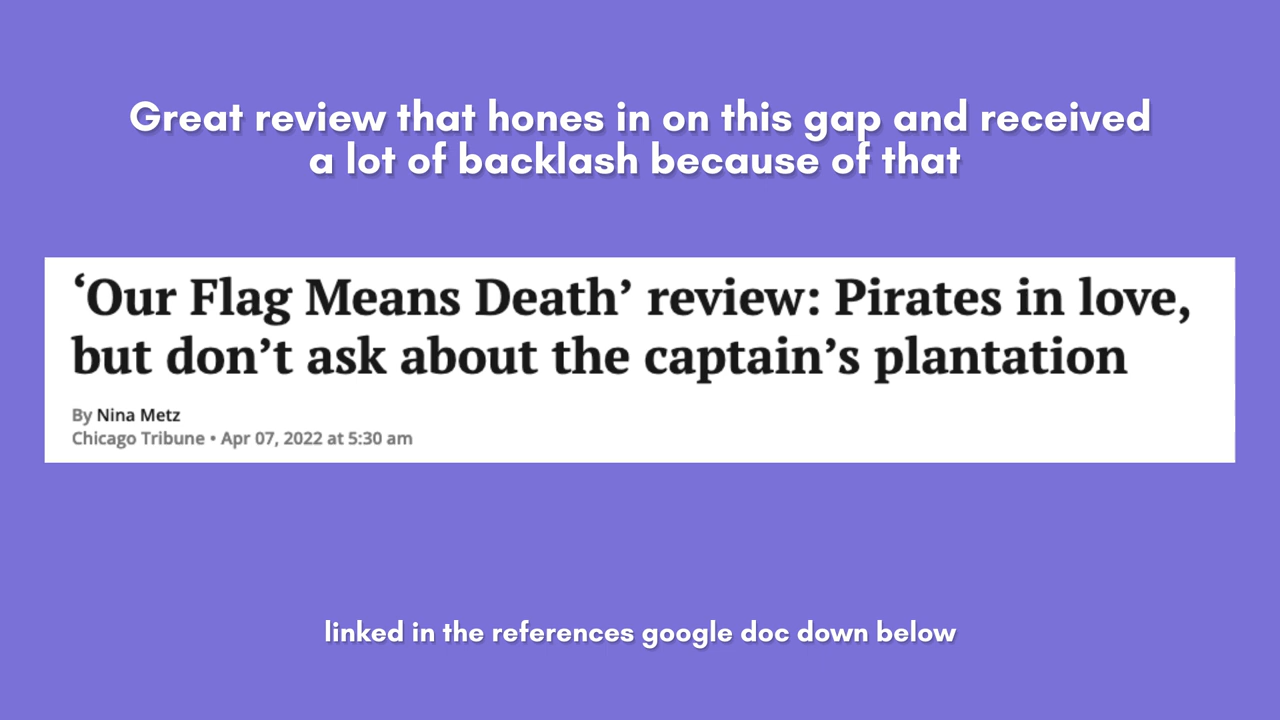 Great review that hones in on this gap and received
a lot of backlash because of that
‘Our Flag Means Death’ review: Pirates in love,
but don’t ask about the captain’s plantation
By Nina Metz
Chicago Tribune • Apr 07, 2022 at 5:30 am
linked in the references google doc down below